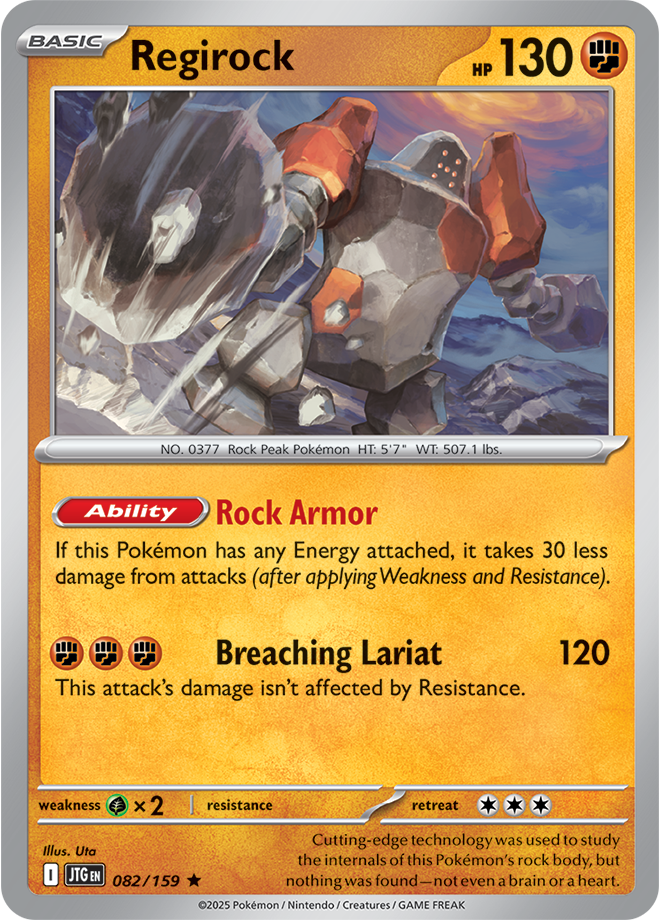 BASIC
Regirock
HP 130
NO. 0377 Rock Peak Pokémon HT: 5'7" WT: 507.1 lbs.
Ability Rock Armor
If this Pokémon has any Energy attached, it takes 30 less
damage from attacks (after applying Weakness and Resistance).
Breaching Lariat 120
This attack's damage isn't affected by Resistance.
weakness ×2 resistance retreat
Illus. Uta
Cutting-edge technology was used to study
the internals of this Pokémon's rock body, but
nothing was found—not even a brain or a heart.
I JTG EN 082/159
©2025 Pokémon / Nintendo / Creatures / GAME FREAK